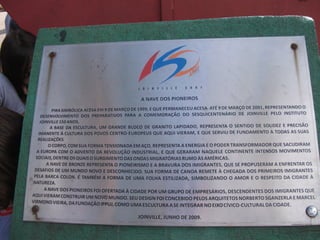 JOINVILLE 2001
A NAVE DOS PIONEIROS
PIRA SIMBÓLICA ACESA EM 9 DE MARÇO DE 1999, E QUE PERMANECEU ACESA ATÉ 9 DE MARÇO DE 2001, REPRESENTANDO O
DESENVOLVIMENTO DOS PREPARATIVOS PARA A COMEMORAÇÃO DO SESQUICENTENÁRIO DE JOINVILLE PELO INSTITUTO
JOINVILLE 150 ANOS.
A BASE DA ESCULTURA, UM GRANDE BLOCO DE GRANITO LAPIDADO, REPRESENTA O SENTIDO DE SOLIDEZ E PRECISÃO
INERENTE À CULTURA DOS POVOS CENTRO-EUROPEUS QUE AQUI VIERAM, E QUE SERVIU DE FUNDAMENTO A TODAS AS SUAS
REALIZAÇÕES.
O CORPO, COM SUA FORMA TENSIONADA EM AÇO, REPRESENTA A ENERGIA E O PODER TRANSFORMADOR QUE SACUDIRAM
A EUROPA COM O ADVENTO DA REVOLUÇÃO INDUSTRIAL, E QUE GERARAM NAQUELE CONTINENTE INTENSOS MOVIMENTOS
SOCIAIS, DENTRE OS QUAIS O SURGIMENTO DAS ONDAS MIGRATÓRIAS RUMO ÀS AMÉRICAS.
A NAVE DE BRONZE REPRESENTA O PIONEIRISMO E A BRAVURA DOS IMIGRANTES, QUE SE PROPUSERAM A ENFRENTAR OS
DESAFIOS DE UM MUNDO NOVO E DESCONHECIDO. SUA FORMA DE CANOA REMETE À CHEGADA DOS PRIMEIROS IMIGRANTES
PELA BARCA COLON. É TAMBÉM A FORMA DE UMA FOLHA ESTILIZADA, SIMBOLIZANDO O AMOR E O RESPEITO DA CIDADE À
NATUREZA.
A NAVE DOS PIONEIROS FOI OFERTADA À CIDADE POR UM GRUPO DE EMPRESÁRIOS, DESCENDENTES DOS IMIGRANTES QUE
AQUI VIERAM CONSTRUIR UM NOVO MUNDO. SEU DESIGN FOI CONCEBIDO PELOS ARQUITETOS NORBERTO SGANZERLA E MARCEL
VIRMOND VIEIRA, DA FUNDAÇÃO IPPUJ, COMO UMA ESCULTURA A SE INTEGRAR NO CONTEXTO CULTURAL DA CIDADE.
JOINVILLE, JUNHO DE 2009.